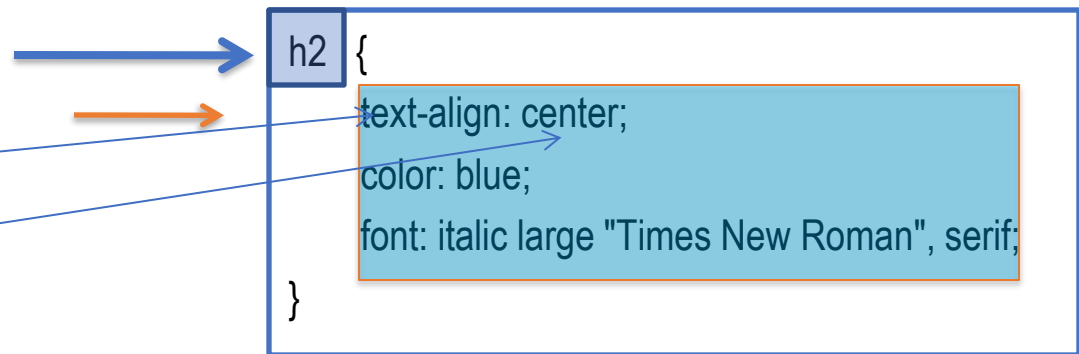 h2 {
text-align: center;
color: blue;
font: italic large "Times New Roman", serif;
}